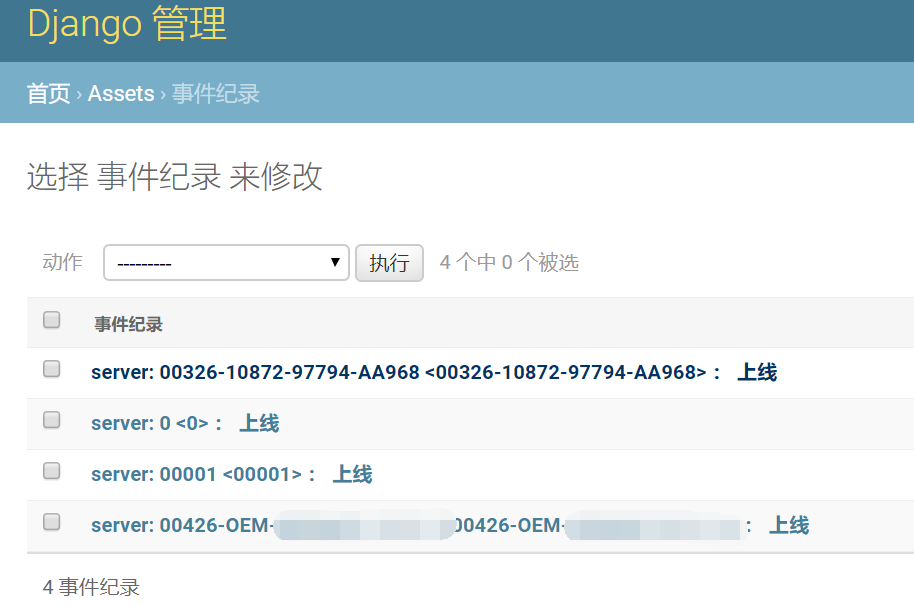 Django 管理
首页 › Assets › 事件纪录
选择 事件纪录 来修改
动作 --------- 执行 4 个中 0 个被选
事件纪录
server: 00326-10872-97794-AA968 <00326-10872-97794-AA968> : 上线
server: 0 <0> : 上线
server: 00001 <00001> : 上线
server: 00426-OEM- 00426-OEM- : 上线
4 事件纪录